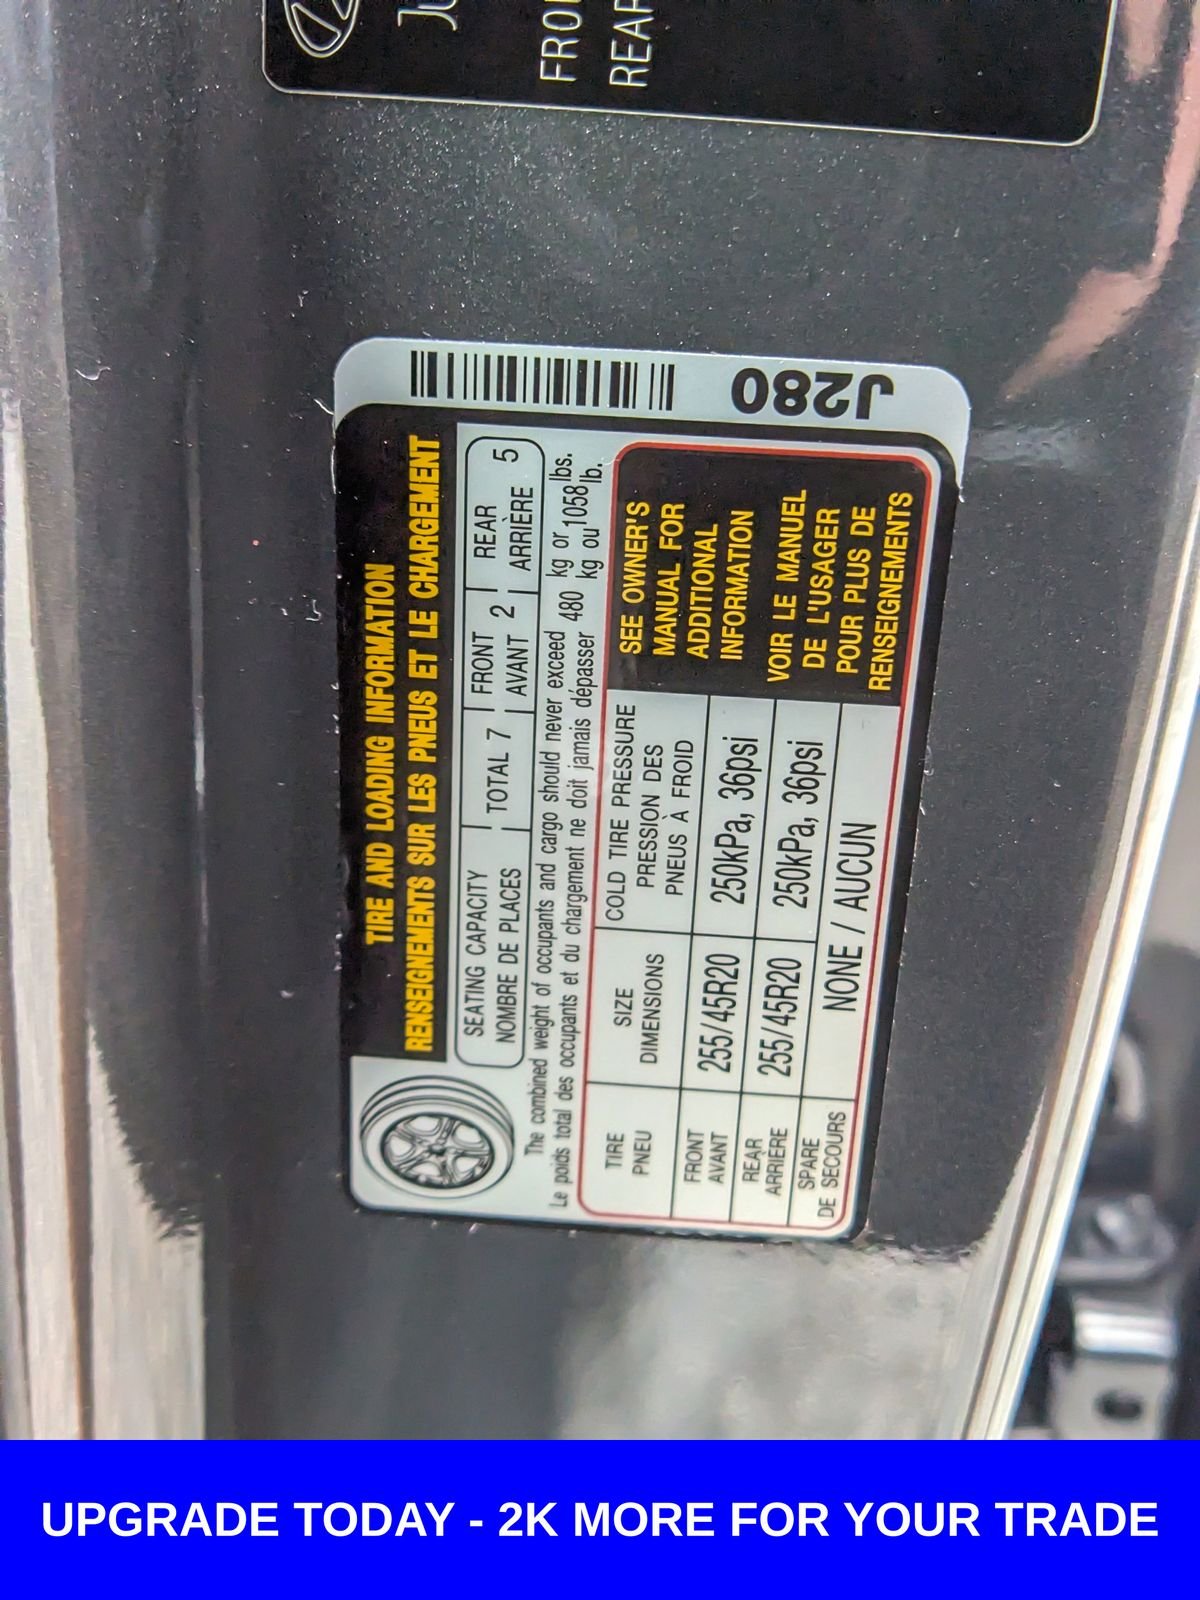 FRO
REAR
J280
TIRE AND LOADING INFORMATION
RENSEIGNEMENTS SUR LES PNEUS ET LE CHARGEMENT
SEATING CAPACITY
NOMBRE DE PLACES
TOTAL 7
FRONT
AVANT 2
REAR
ARRIÈRE 5
The combined weight of occupants and cargo should never exceed 480 kg or 1058 lbs.
Le poids total des occupants et du chargement ne doit jamais dépasser 480 kg ou 1058 lb.
TIRE
PNEU
SIZE
DIMENSIONS
COLD TIRE PRESSURE
PRESSION DES
PNEUS À FROID
FRONT
AVANT
255/45R20
250kPa, 36psi
REAR
ARRIÈRE
255/45R20
250kPa, 36psi
SPARE
DE SECOURS
NONE / AUCUN
SEE OWNER'S
MANUAL FOR
ADDITIONAL
INFORMATION
VOIR LE MANUEL
DE L'USAGER
POUR PLUS DE
RENSEIGNEMENTS
UPGRADE TODAY - 2K MORE FOR YOUR TRADE